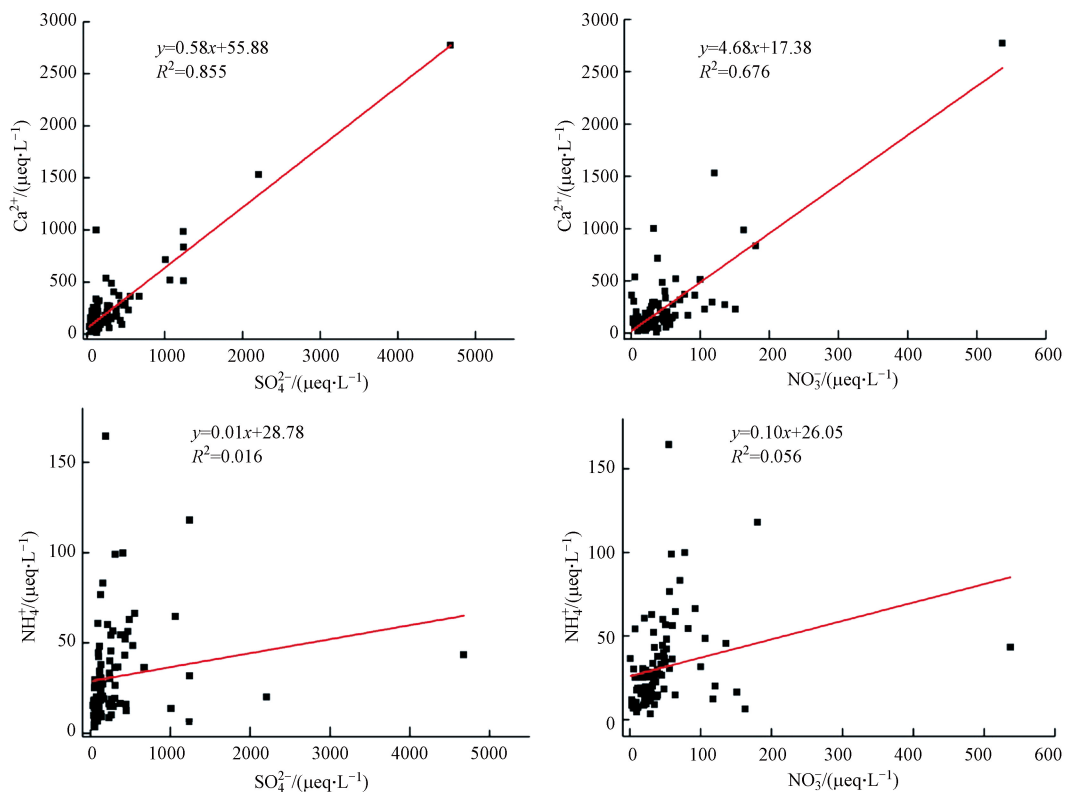 3000
2500
2000
1500
1000
500
0
Ca²⁺/(μeq·L⁻¹)
y=0.58x+55.88
R²=0.855
0 1000 2000 3000 4000 5000
SO₄²⁻/(μeq·L⁻¹)
3000
2500
2000
1500
1000
500
0
Ca²⁺/(μeq·L⁻¹)
y=4.68x+17.38
R²=0.676
0 100 200 300 400 500 600
NO₃⁻/(μeq·L⁻¹)
150
100
50
0
NH₄⁺/(μeq·L⁻¹)
y=0.01x+28.78
R²=0.016
0 1000 2000 3000 4000 5000
SO₄²⁻/(μeq·L⁻¹)
150
100
50
0
NH₄⁺/(μeq·L⁻¹)
y=0.10x+26.05
R²=0.056
0 100 200 300 400 500 600
NO₃⁻/(μeq·L⁻¹)